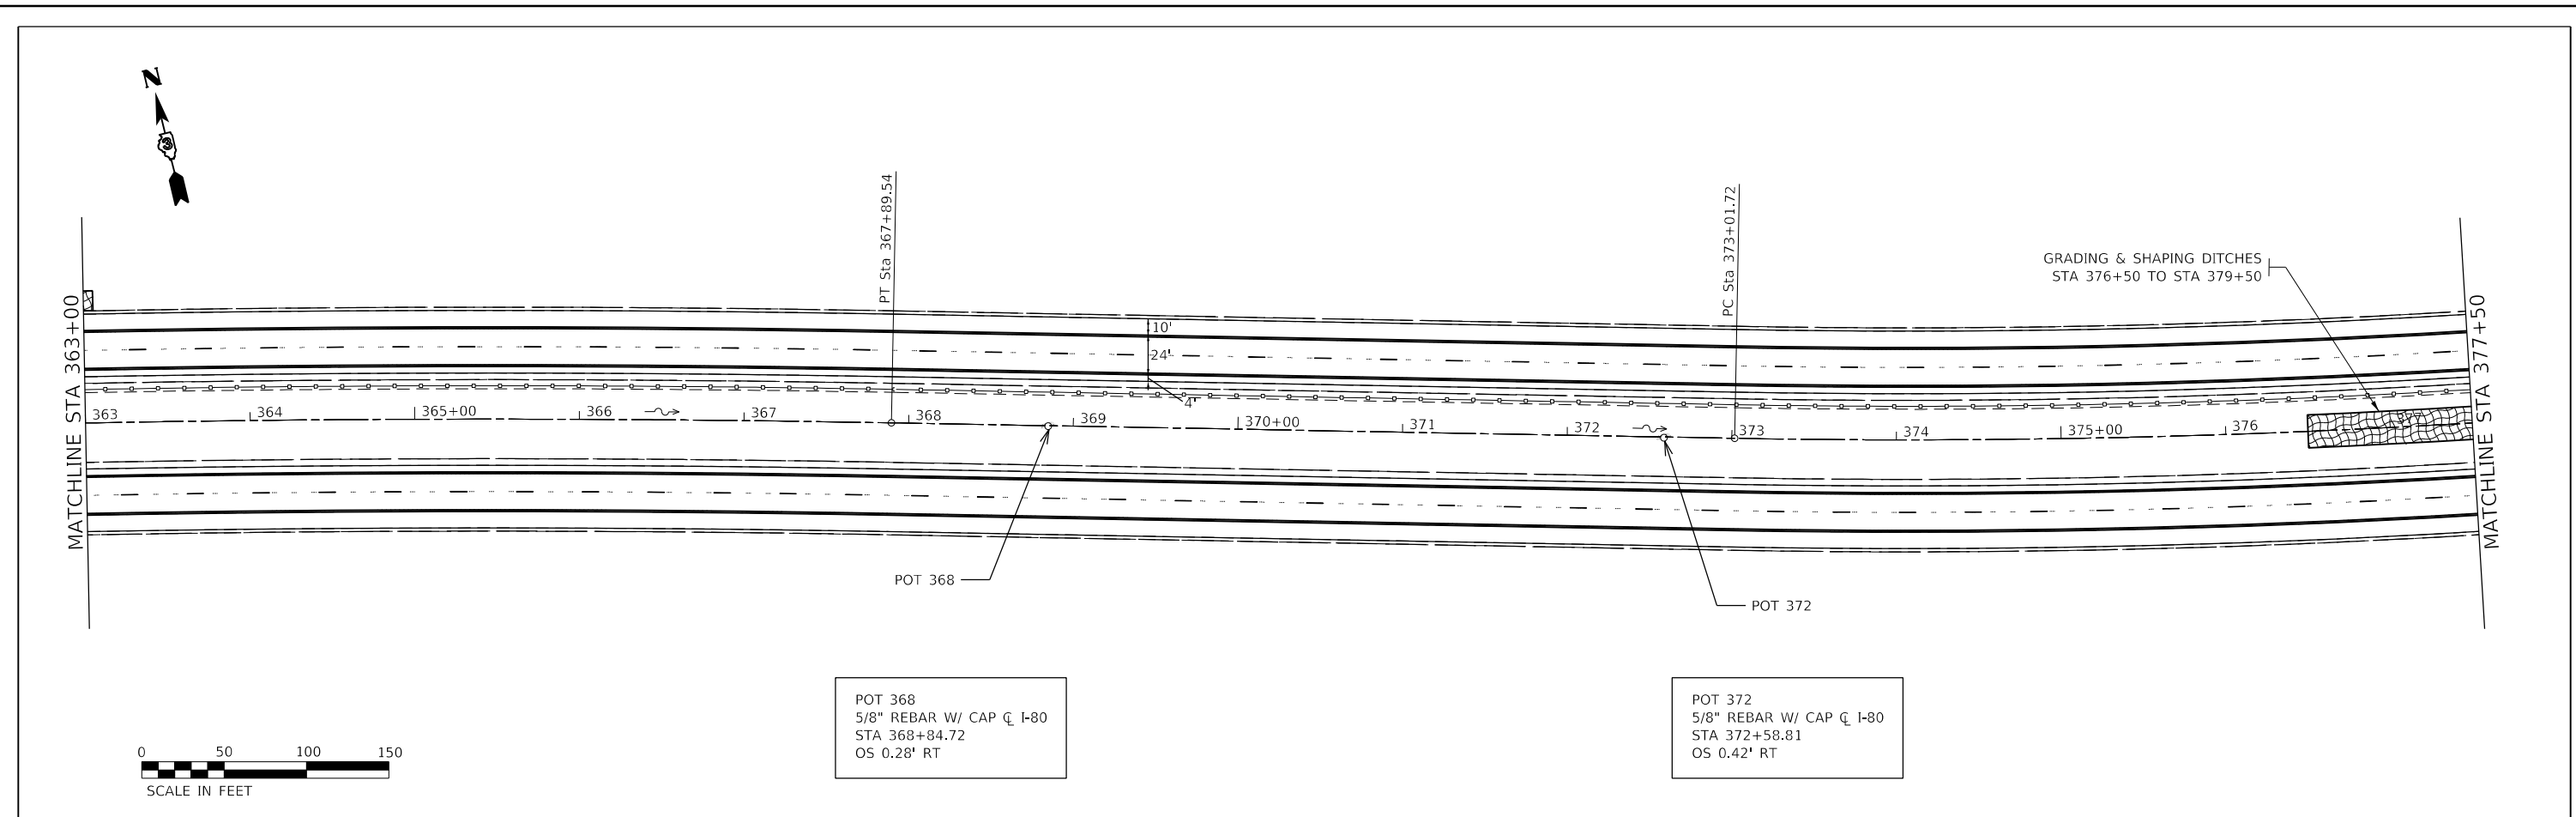 N
3
PT Sta 367+89.54
PC Sta 373+01.72
GRADING & SHAPING DITCHES
STA 376+50 TO STA 379+50
MATCHLINE STA 363+00
MATCHLINE STA 377+50
10'
24'
4'
363
364
365+00
366
367
368
369
370+00
371
372
373
374
375+00
376
377
POT 368
POT 372
POT 368
5/8" REBAR W/ CAP ℄ I-80
STA 368+84.72
OS 0.28' RT
POT 372
5/8" REBAR W/ CAP ℄ I-80
STA 372+58.81
OS 0.42' RT
0 50 100 150
SCALE IN FEET